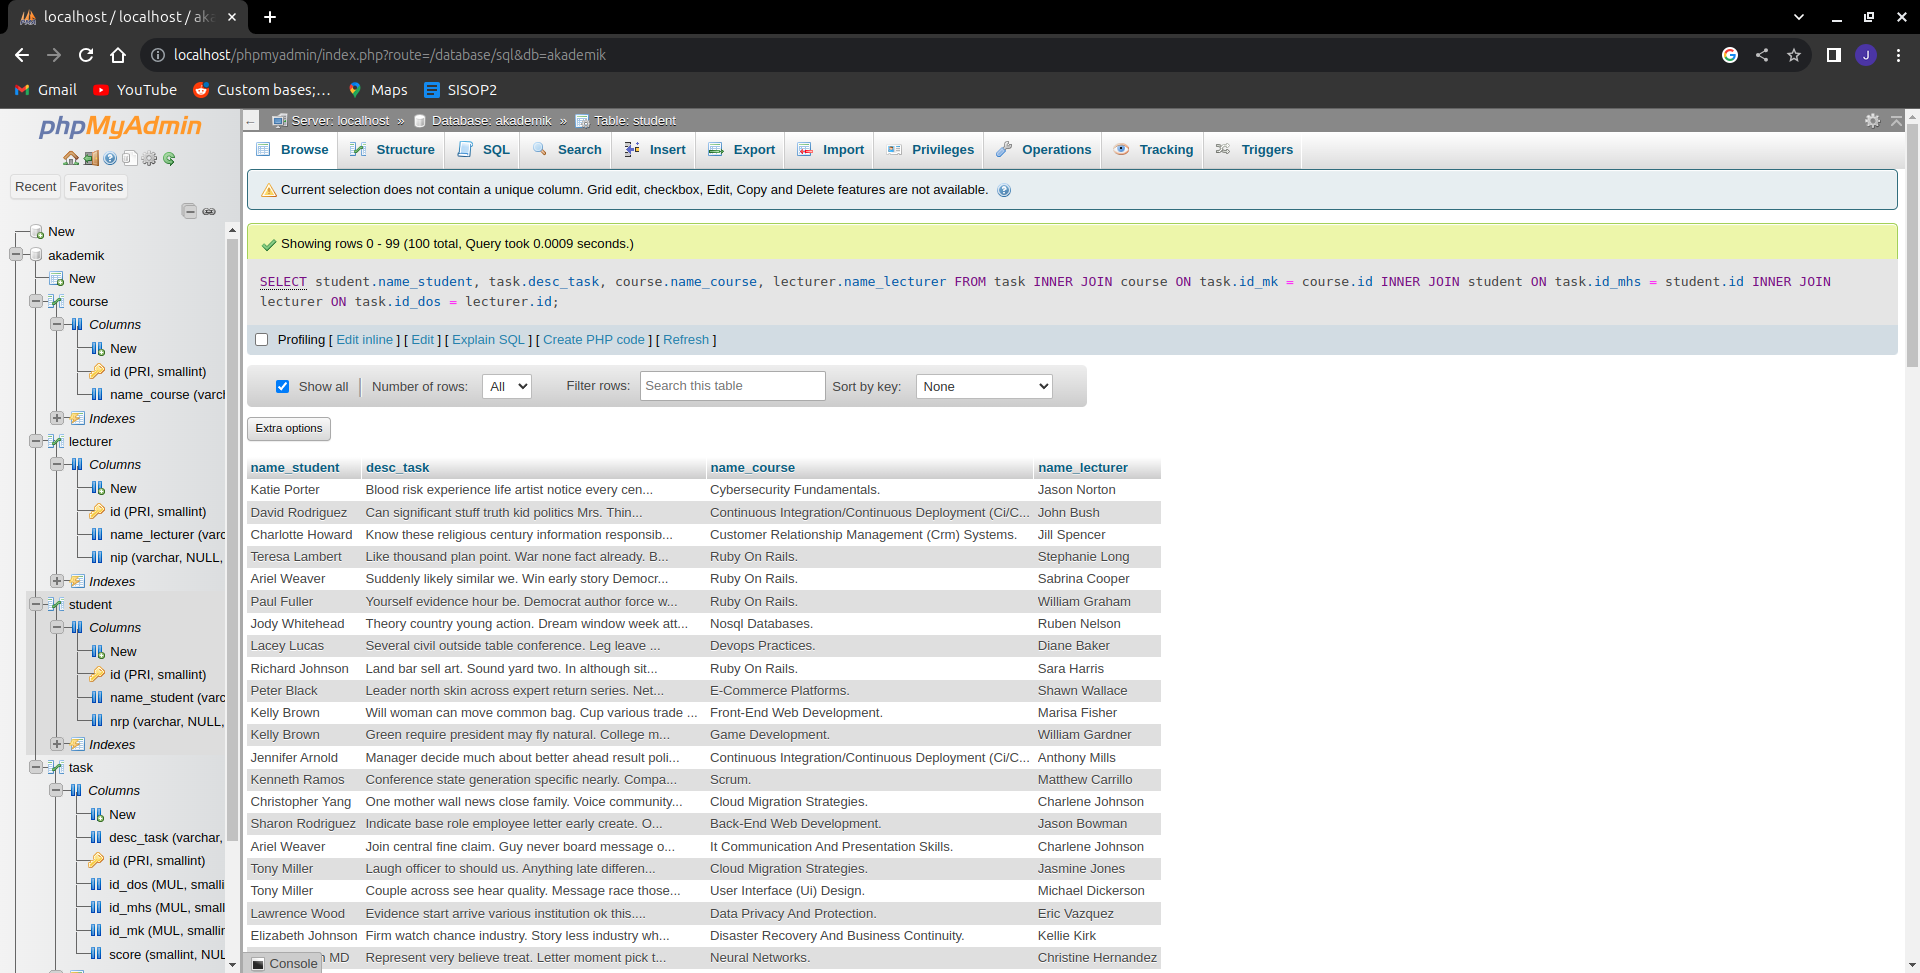 localhost / localhost / aka
localhost/phpmyadmin/index.php?route=/database/sql&db=akademik
J
Gmail YouTube Custom bases;... Maps SISOP2
phpMyAdmin
Recent Favorites
New
akademik
New
course
Columns
New
id (PRI, smallint)
name_course (varch
Indexes
lecturer
Columns
New
id (PRI, smallint)
name_lecturer (varc
nip (varchar, NULL,
Indexes
student
Columns
New
id (PRI, smallint)
name_student (varc
nrp (varchar, NULL,
Indexes
task
Columns
New
desc_task (varchar,
id (PRI, smallint)
id_dos (MUL, smalli
id_mhs (MUL, small
id_mk (MUL, smallin
score (smallint, NUL
Server: localhost » Database: akademik » Table: student
Browse Structure SQL Search Insert Export Import Privileges Operations Tracking Triggers
Current selection does not contain a unique column. Grid edit, checkbox, Edit, Copy and Delete features are not available.
Showing rows 0 - 99 (100 total, Query took 0.0009 seconds.)
SELECT student.name_student, task.desc_task, course.name_course, lecturer.name_lecturer FROM task INNER JOIN course ON task.id_mk = course.id INNER JOIN student ON task.id_mhs = student.id INNER JOIN
lecturer ON task.id_dos = lecturer.id;
Profiling [ Edit inline ] [ Edit ] [ Explain SQL ] [ Create PHP code ] [ Refresh ]
Show all Number of rows: All Filter rows: Search this table Sort by key: None
Extra options
name_student desc_task name_course name_lecturer
Katie Porter Blood risk experience life artist notice every cen... Cybersecurity Fundamentals. Jason Norton
David Rodriguez Can significant stuff truth kid politics Mrs. Thin... Continuous Integration/Continuous Deployment (Ci/C... John Bush
Charlotte Howard Know these religious century information responsib... Customer Relationship Management (Crm) Systems. Jill Spencer
Teresa Lambert Like thousand plan point. War none fact already. B... Ruby On Rails. Stephanie Long
Ariel Weaver Suddenly likely similar we. Win early story Democr... Ruby On Rails. Sabrina Cooper
Paul Fuller Yourself evidence hour be. Democrat author force w... Ruby On Rails. William Graham
Jody Whitehead Theory country young action. Dream window week att... Nosql Databases. Ruben Nelson
Lacey Lucas Several civil outside table conference. Leg leave ... Devops Practices. Diane Baker
Richard Johnson Land bar sell art. Sound yard two. In although sit... Ruby On Rails. Sara Harris
Peter Black Leader north skin across expert return series. Net... E-Commerce Platforms. Shawn Wallace
Kelly Brown Will woman can move common bag. Cup various trade ... Front-End Web Development. Marisa Fisher
Kelly Brown Green require president may fly natural. College m... Game Development. William Gardner
Jennifer Arnold Manager decide much about better ahead result poli... Continuous Integration/Continuous Deployment (Ci/C... Anthony Mills
Kenneth Ramos Conference state generation specific nearly. Compa... Scrum. Matthew Carrillo
Christopher Yang One mother wall news close family. Voice community... Cloud Migration Strategies. Charlene Johnson
Sharon Rodriguez Indicate base role employee letter early create. O... Back-End Web Development. Jason Bowman
Ariel Weaver Join central fine claim. Guy never board message o... It Communication And Presentation Skills. Charlene Johnson
Tony Miller Laugh officer to should us. Anything late differen... Cloud Migration Strategies. Jasmine Jones
Tony Miller Couple across see hear quality. Message race those... User Interface (Ui) Design. Michael Dickerson
Lawrence Wood Evidence start arrive various institution ok this.... Data Privacy And Protection. Eric Vazquez
Elizabeth Johnson Firm watch chance industry. Story less industry wh... Disaster Recovery And Business Continuity. Kellie Kirk
MD Represent very believe treat. Letter moment pick t... Neural Networks. Christine Hernandez
Console